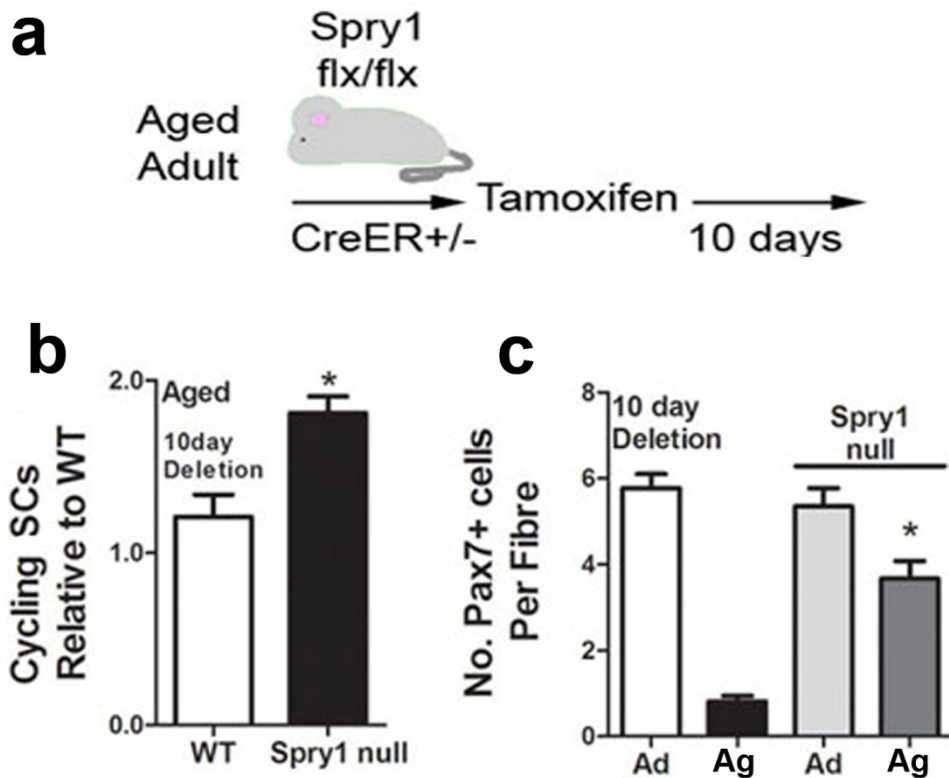 a
Spry1
flx/flx
Aged
Adult
Tamoxifen
CreER+/-
10 days
b
Cycling SCs
Relative to WT
2.0
1.0
0.0
Aged
10day
Deletion
*
WT
Spry1 null
c
No. Pax7+ cells
Per Fibre
8
6
4
2
0
10 day
Deletion
Spry1
null
*
Ad
Ag
Ad
Ag